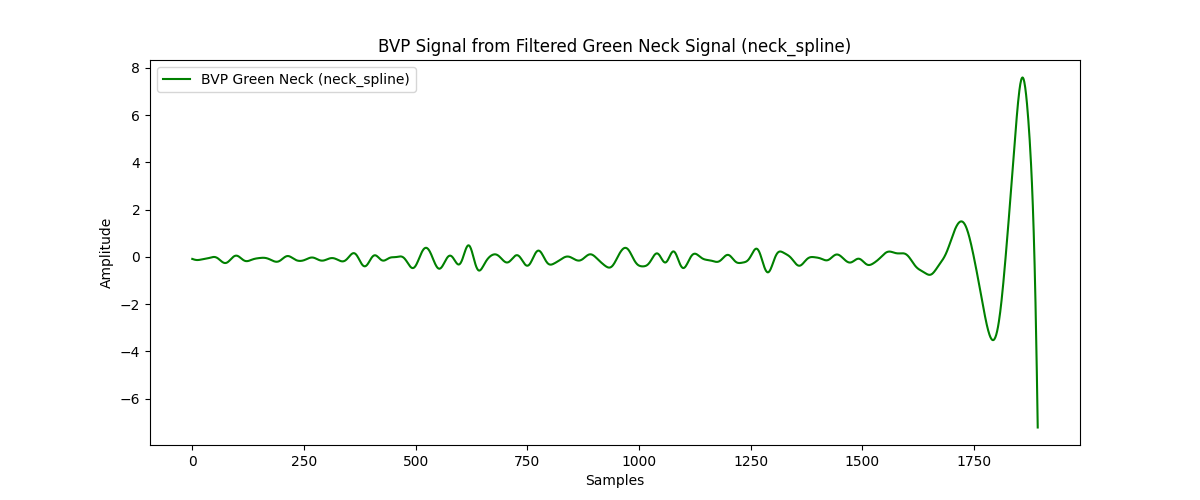 BVP Signal from Filtered Green Neck Signal (neck_spline)
BVP Green Neck (neck_spline)
Amplitude
8
6
4
2
0
−2
−4
−6
0 250 500 750 1000 1250 1500 1750
Samples